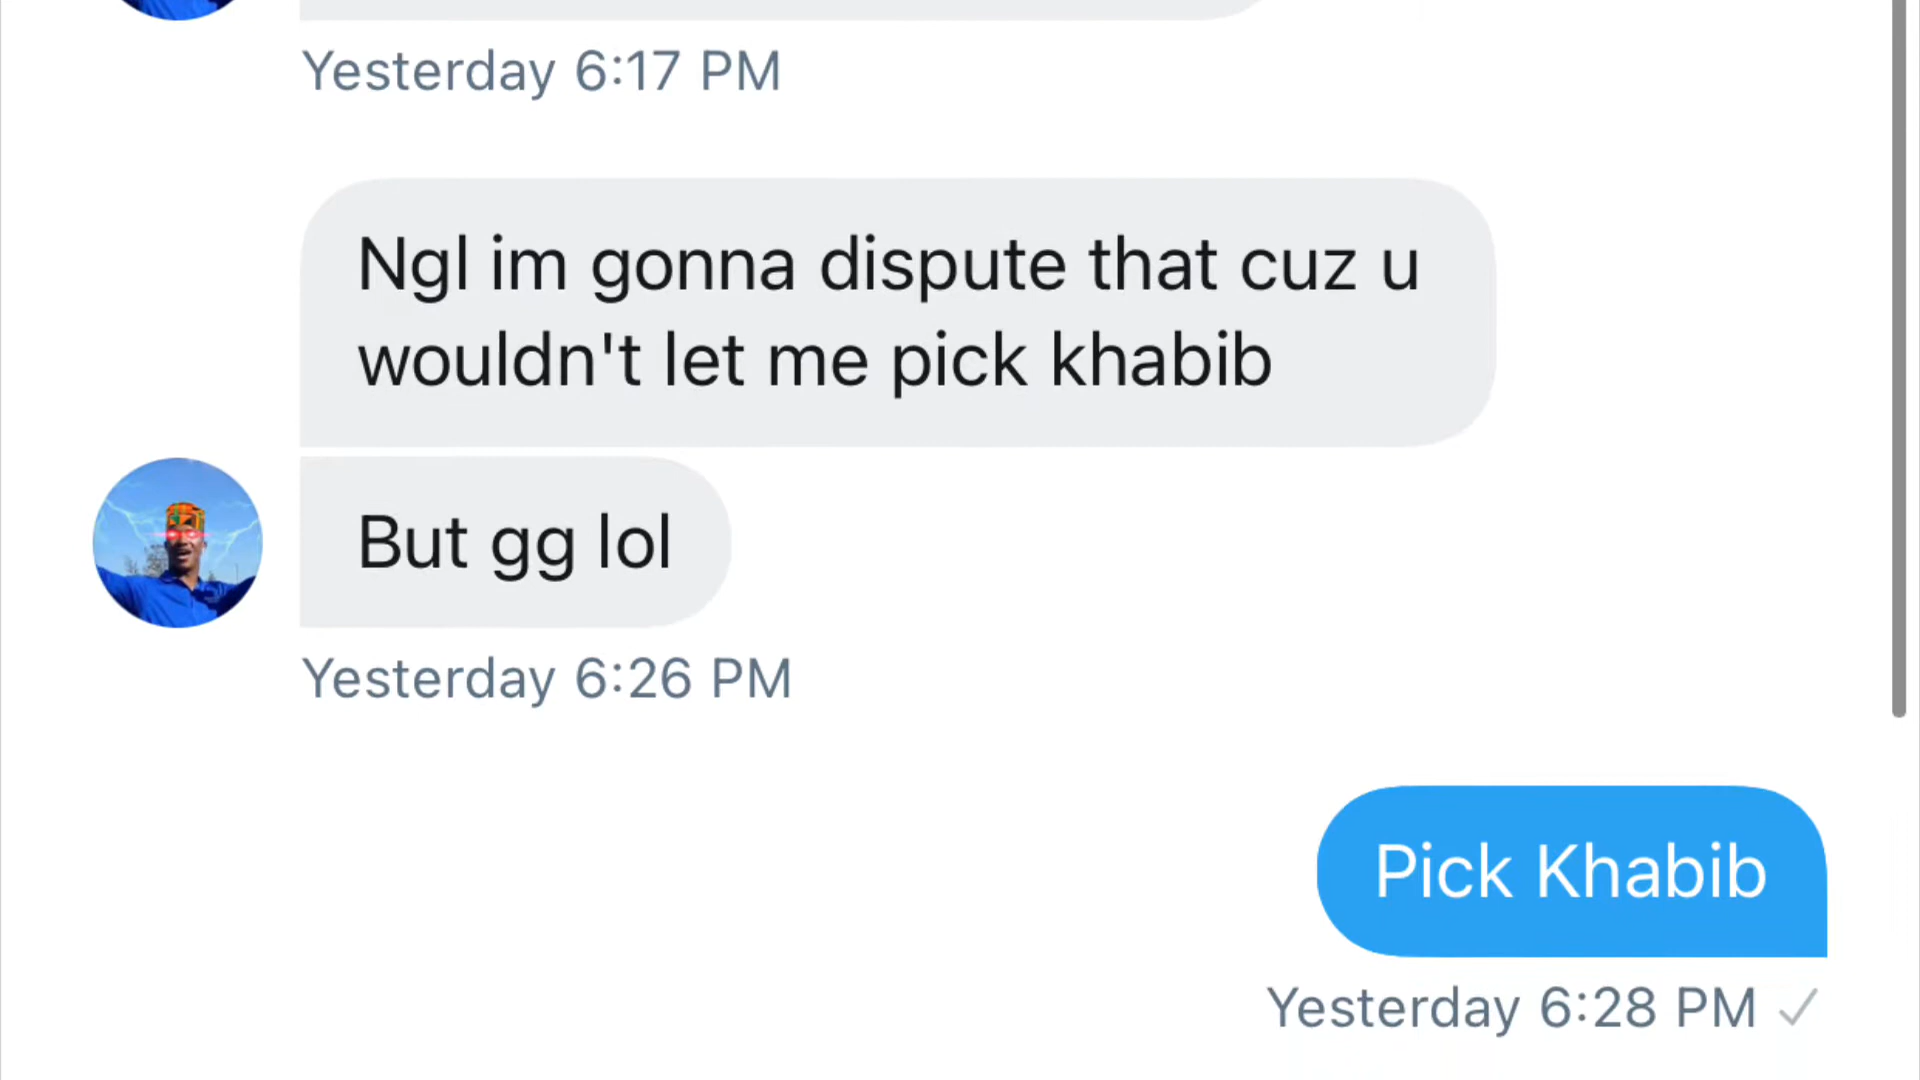 Yesterday 6:17 PM
Ngl im gonna dispute that cuz u
wouldn't let me pick khabib
But gg lol
Yesterday 6:26 PM
Pick Khabib
Yesterday 6:28 PM ✓